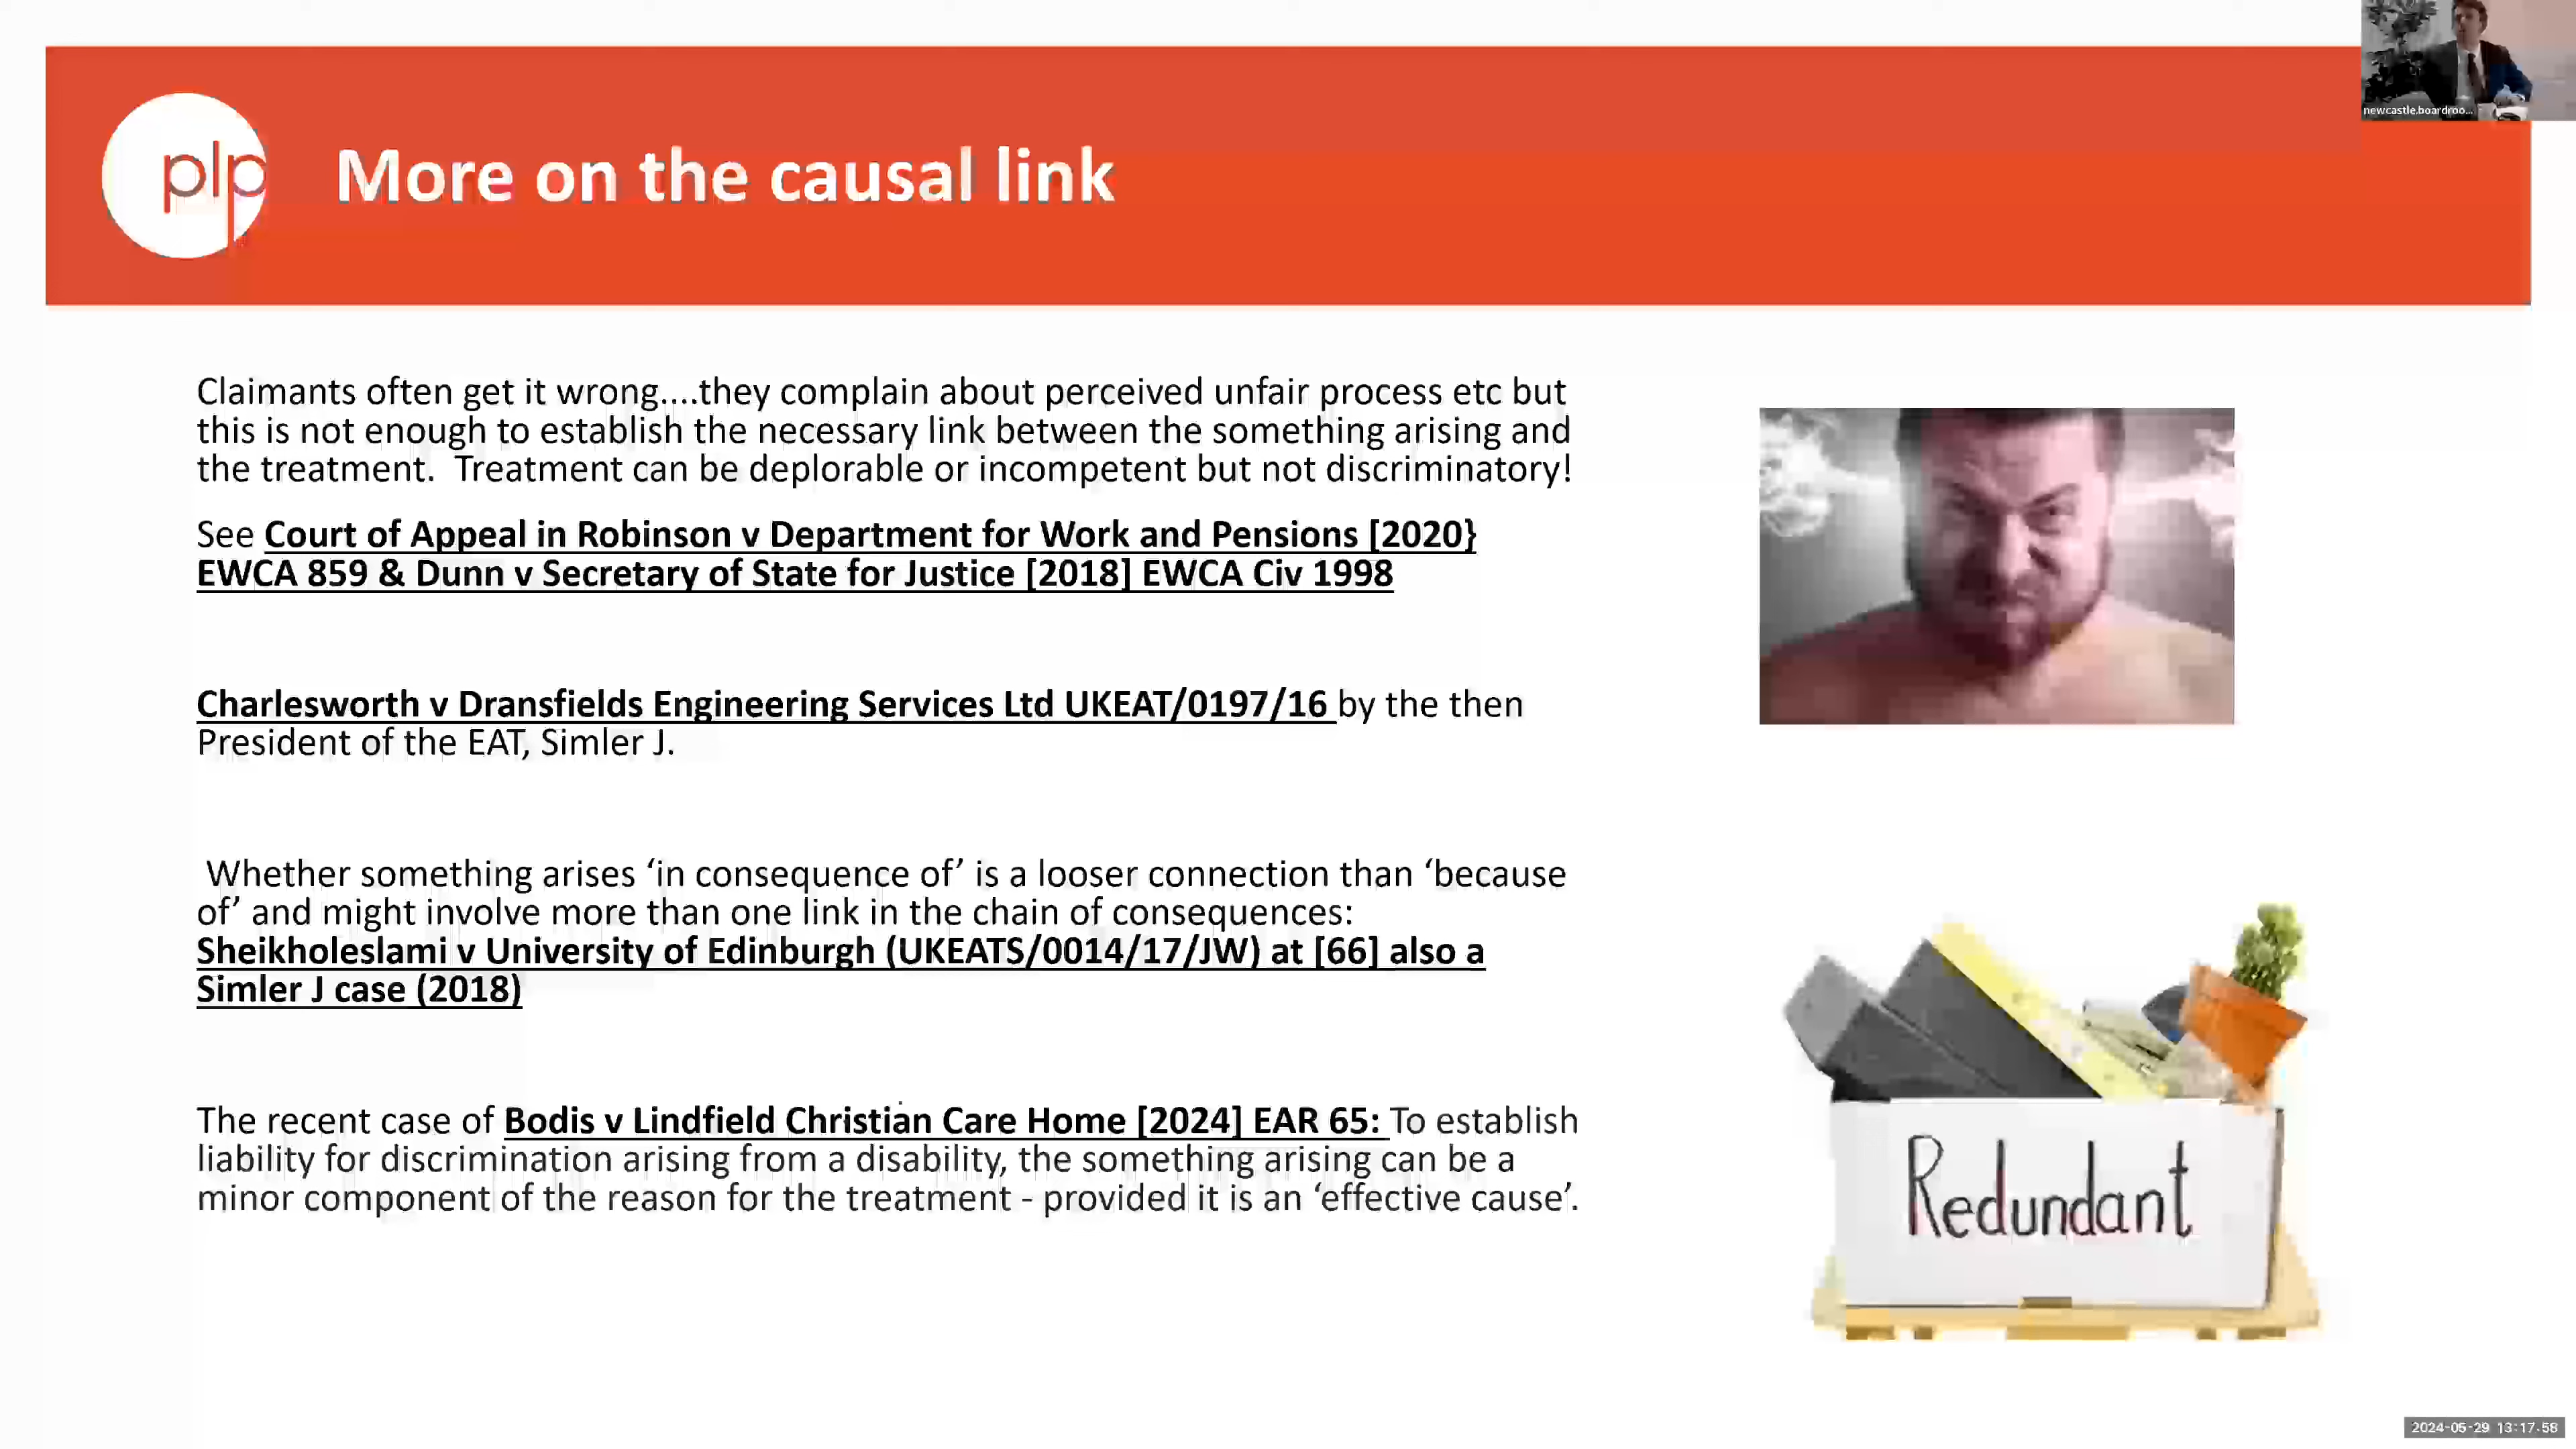 newcastle.boardroo...
plp
More on the causal link
Claimants often get it wrong....they complain about perceived unfair process etc but
this is not enough to establish the necessary link between the something arising and
the treatment.  Treatment can be deplorable or incompetent but not discriminatory!
See Court of Appeal in Robinson v Department for Work and Pensions [2020}
EWCA 859 & Dunn v Secretary of State for Justice [2018] EWCA Civ 1998
Charlesworth v Dransfields Engineering Services Ltd UKEAT/0197/16 by the then
President of the EAT, Simler J.
Whether something arises ‘in consequence of’ is a looser connection than ‘because
of’ and might involve more than one link in the chain of consequences:
Sheikholeslami v University of Edinburgh (UKEATS/0014/17/JW) at [66] also a
Simler J case (2018)
The recent case of Bodis v Lindfield Christian Care Home [2024] EAR 65: To establish
liability for discrimination arising from a disability, the something arising can be a
minor component of the reason for the treatment - provided it is an ‘effective cause’.
Redundant
2024-05-29 13:17:58